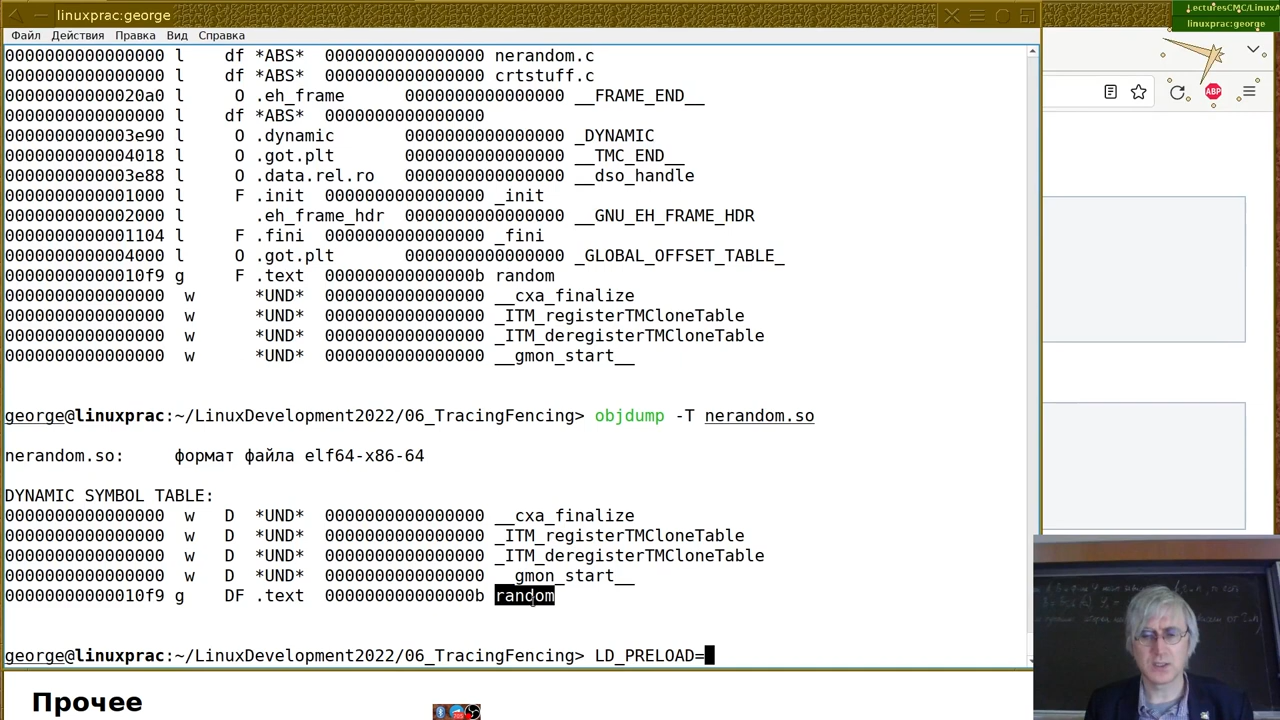 linuxprac:george
LecturesCMC/LinuxA
linuxprac:george
Файл Действия Правка Вид Справка
ABP
0000000000000000 l    df *ABS*  0000000000000000 nerandom.c
0000000000000000 l    df *ABS*  0000000000000000 crtstuff.c
00000000000020a0 l     O .eh_frame      0000000000000000 __FRAME_END__
0000000000000000 l    df *ABS*  0000000000000000
0000000000003e90 l     O .dynamic       0000000000000000 _DYNAMIC
0000000000004018 l     O .got.plt       0000000000000000 __TMC_END__
0000000000003e88 l     O .data.rel.ro   0000000000000000 __dso_handle
0000000000001000 l     F .init  0000000000000000 _init
0000000000002000 l       .eh_frame_hdr  0000000000000000 __GNU_EH_FRAME_HDR
0000000000001104 l     F .fini  0000000000000000 _fini
0000000000004000 l     O .got.plt       0000000000000000 _GLOBAL_OFFSET_TABLE_
00000000000010f9 g     F .text  000000000000000b random
0000000000000000  w      *UND*  0000000000000000 __cxa_finalize
0000000000000000  w      *UND*  0000000000000000 _ITM_registerTMCloneTable
0000000000000000  w      *UND*  0000000000000000 _ITM_deregisterTMCloneTable
0000000000000000  w      *UND*  0000000000000000 __gmon_start__
george@linuxprac:~/LinuxDevelopment2022/06_TracingFencing> objdump -T nerandom.so
nerandom.so:     формат файла elf64-x86-64
DYNAMIC SYMBOL TABLE:
0000000000000000  w   D  *UND*  0000000000000000 __cxa_finalize
0000000000000000  w   D  *UND*  0000000000000000 _ITM_registerTMCloneTable
0000000000000000  w   D  *UND*  0000000000000000 _ITM_deregisterTMCloneTable
0000000000000000  w   D  *UND*  0000000000000000 __gmon_start__
00000000000010f9 g    DF .text  000000000000000b random
george@linuxprac:~/LinuxDevelopment2022/06_TracingFencing> LD_PRELOAD=
Прочее